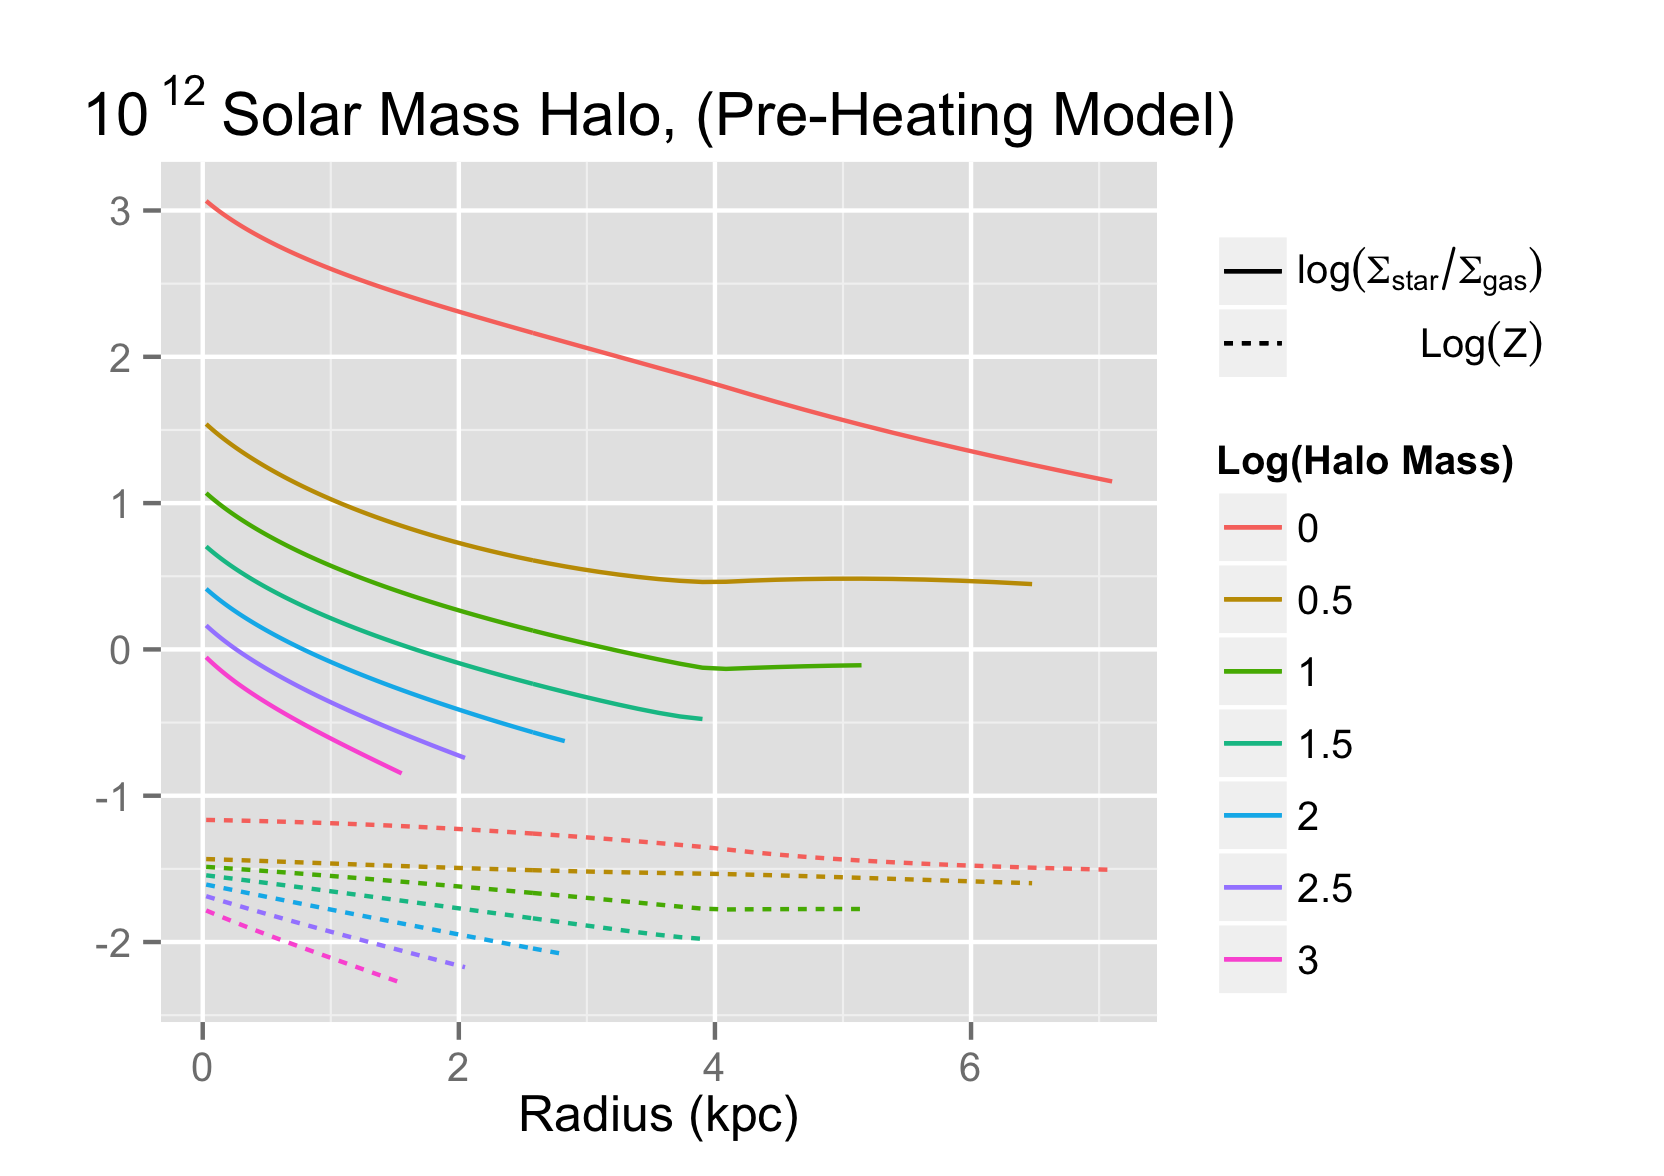 10^12 Solar Mass Halo, (Pre-Heating Model)
3
2
1
0
-1
-2
0 2 4 6
Radius (kpc)
log(Σstar/Σgas)
Log(Z)
Log(Halo Mass)
0
0.5
1
1.5
2
2.5
3